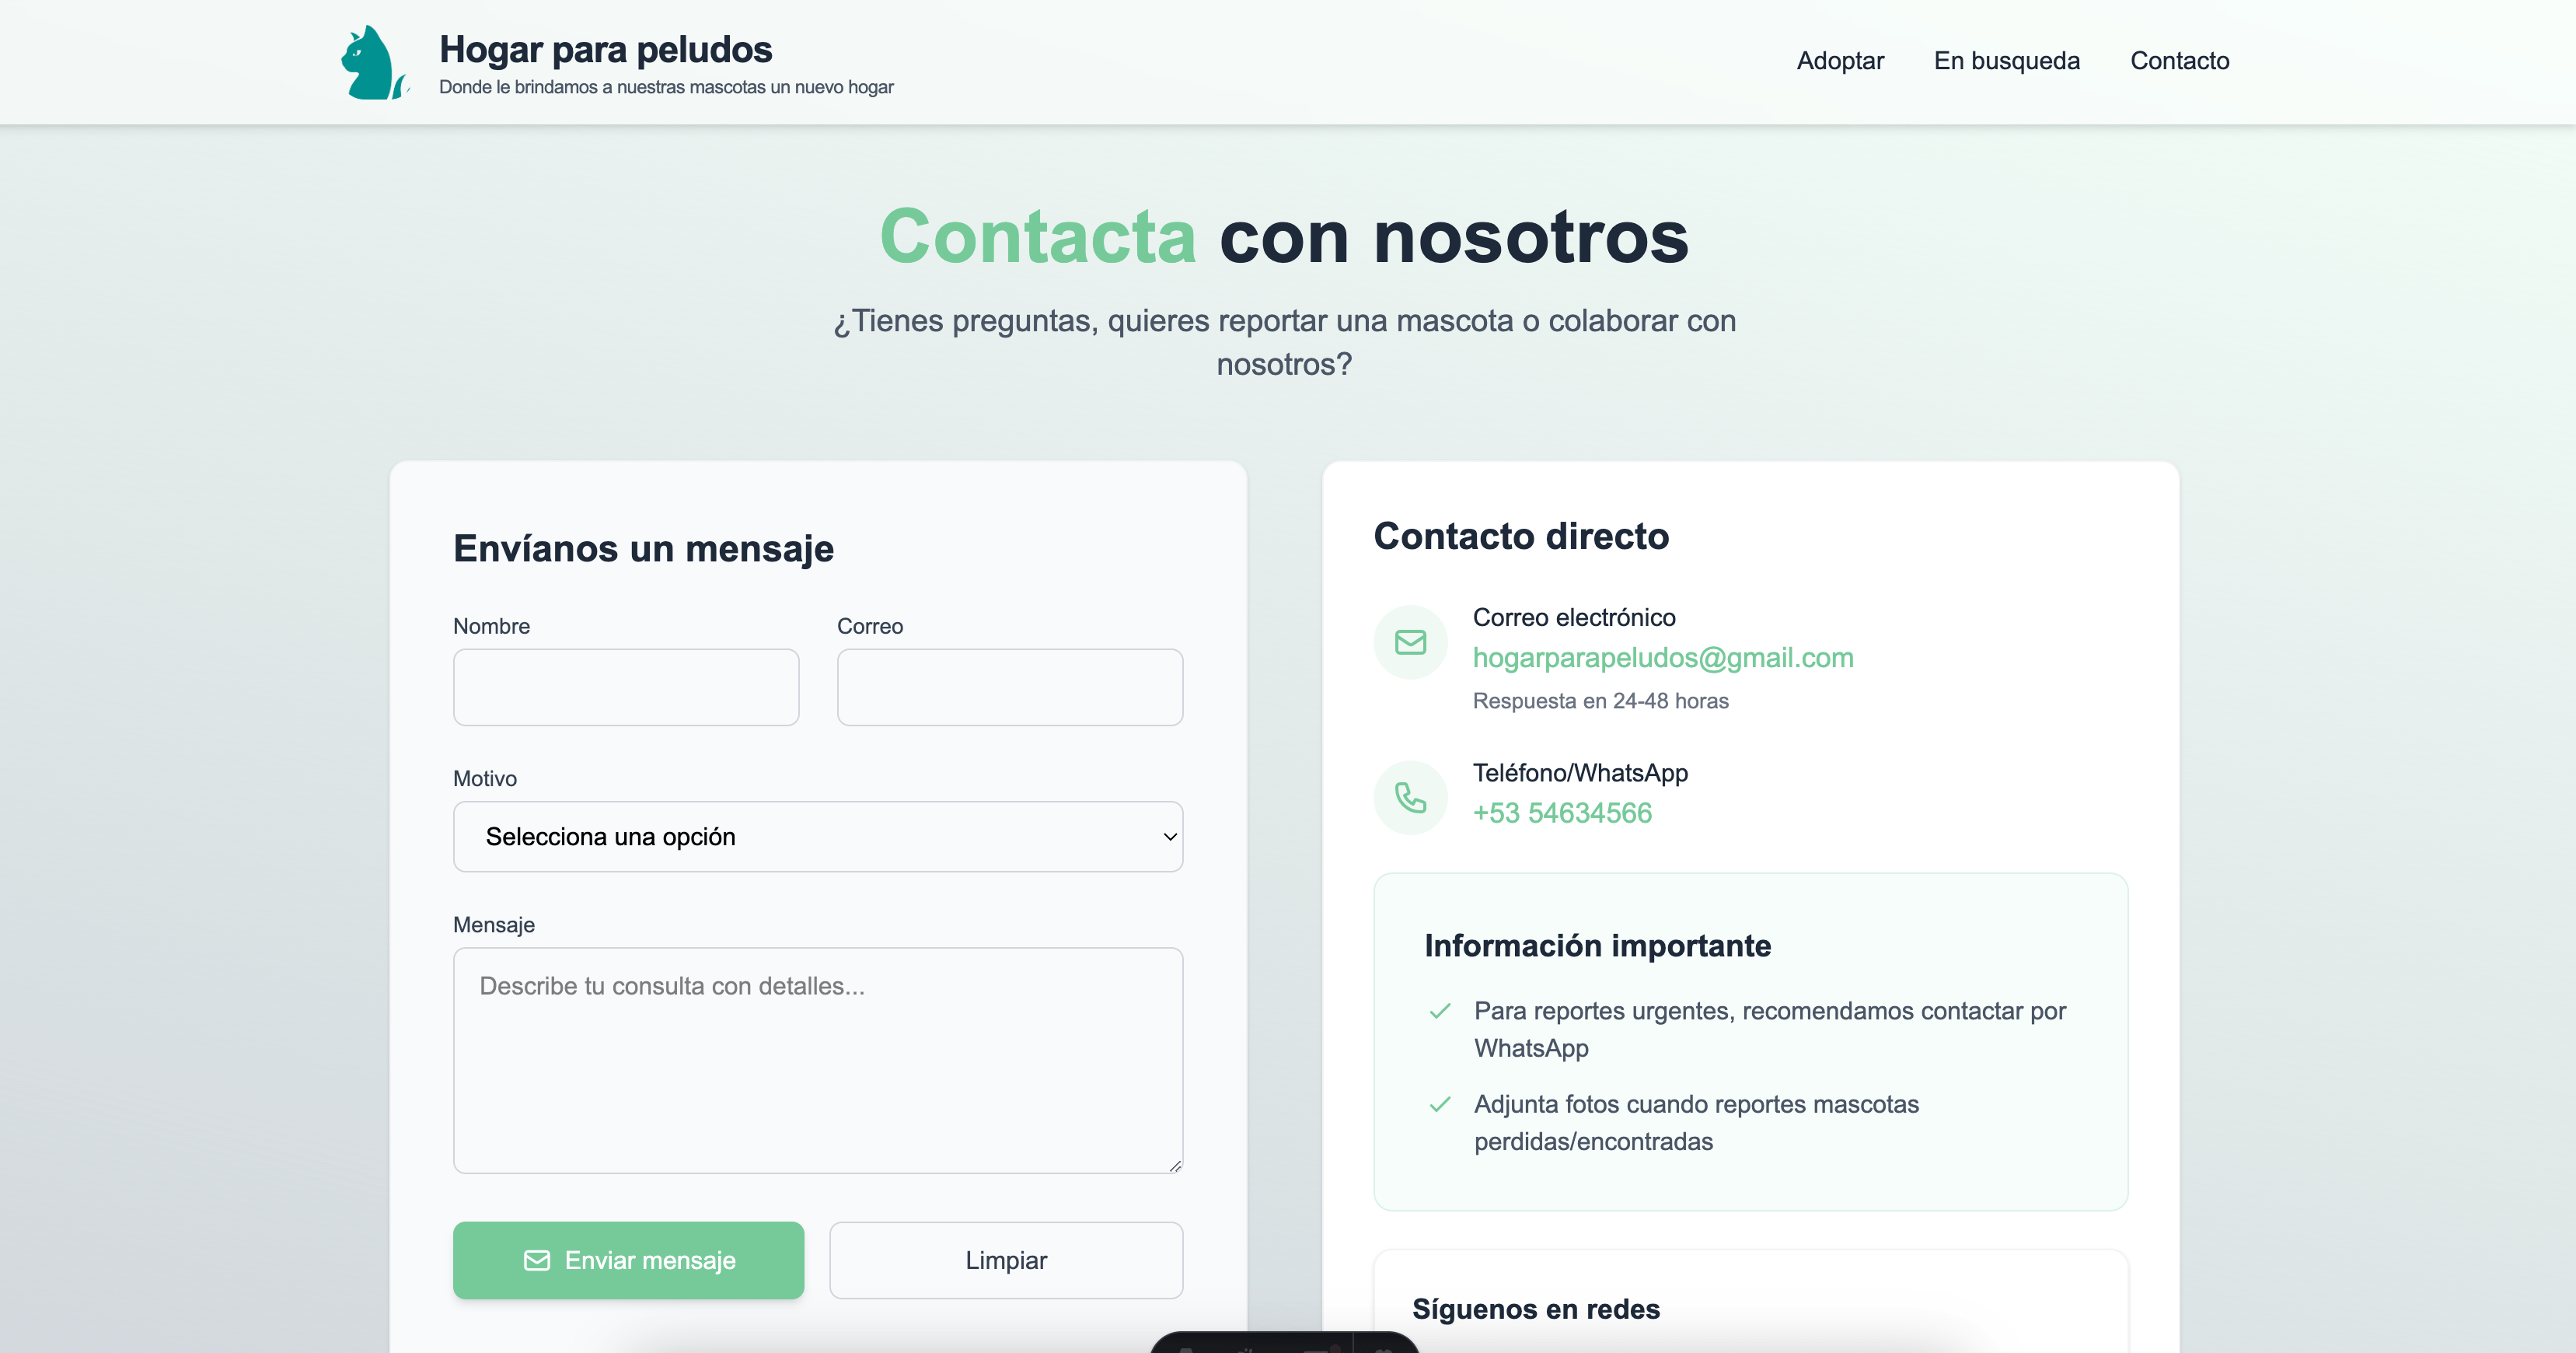 Hogar para peludos
Donde le brindamos a nuestras mascotas un nuevo hogar
Adoptar
En busqueda
Contacto
Contacta con nosotros
¿Tienes preguntas, quieres reportar una mascota o colaborar con
nosotros?
Envíanos un mensaje
Nombre
Correo
Motivo
Selecciona una opción
Mensaje
Describe tu consulta con detalles...
Enviar mensaje
Limpiar
Contacto directo
Correo electrónico
hogarparapeludos@gmail.com
Respuesta en 24-48 horas
Teléfono/WhatsApp
+53 54634566
Información importante
Para reportes urgentes, recomendamos contactar por
WhatsApp
Adjunta fotos cuando reportes mascotas
perdidas/encontradas
Síguenos en redes